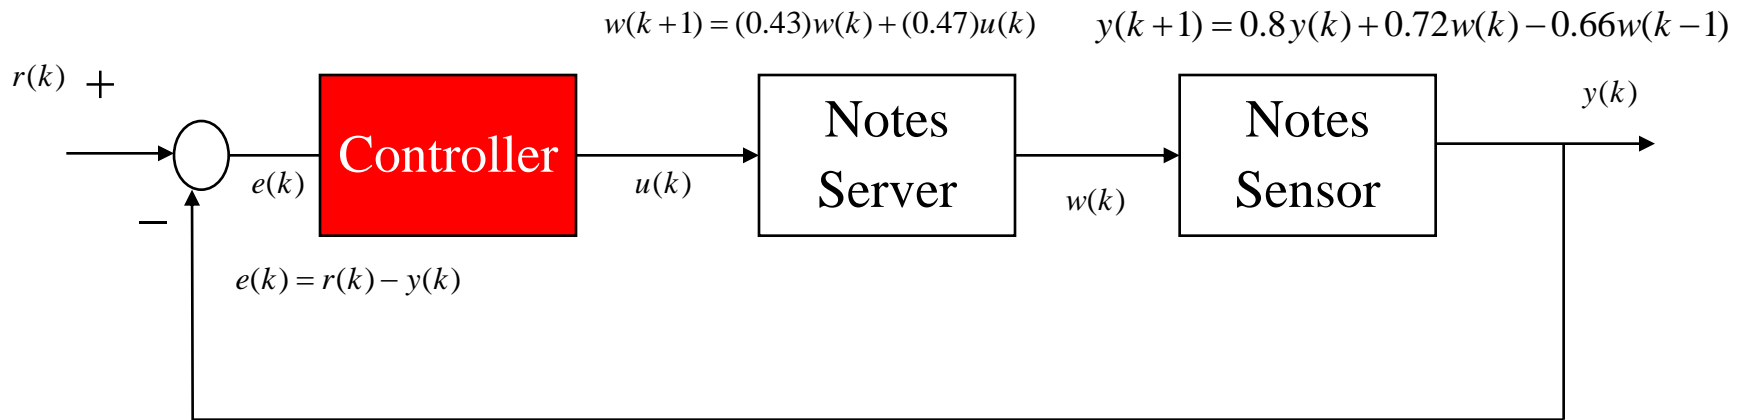 w(k+1) = (0.43)w(k) + (0.47)u(k)
y(k+1) = 0.8y(k) + 0.72w(k) − 0.66w(k−1)
r(k) +
y(k)
Controller
Notes
Server
Notes
Sensor
e(k)
u(k)
w(k)
−
e(k) = r(k) − y(k)